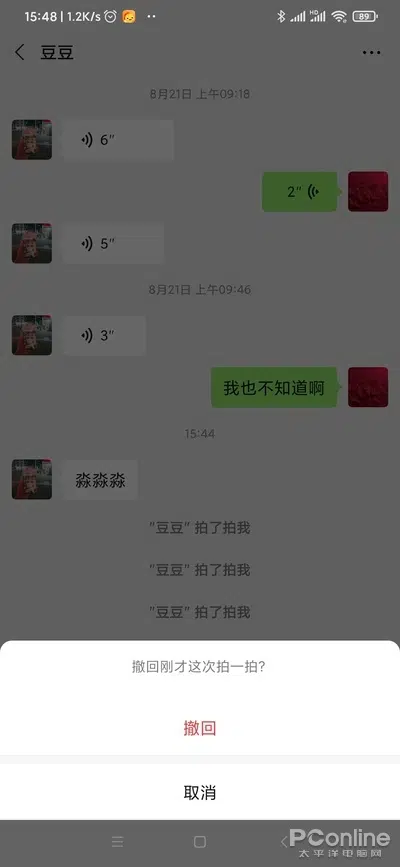 15:48 | 1.2K/s
HD
89
豆豆
8月21日 上午09:18
6"
2"
5"
8月21日 上午09:46
3"
我也不知道啊
15:44
淼淼淼
"豆豆" 拍了拍我
"豆豆" 拍了拍我
"豆豆" 拍了拍我
撤回刚才这次拍一拍?
撤回
取消
PConline
太平洋电脑网